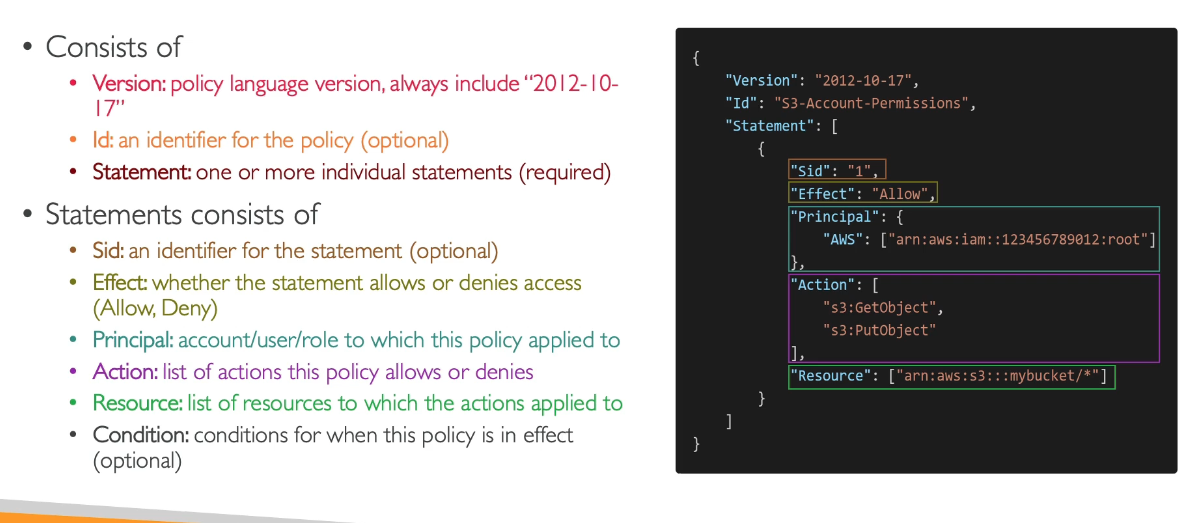 • Consists of
• Version: policy language version, always include “2012-10-
17”
• Id: an identifier for the policy (optional)
• Statement: one or more individual statements (required)
• Statements consists of
• Sid: an identifier for the statement (optional)
• Effect: whether the statement allows or denies access
(Allow, Deny)
• Principal: account/user/role to which this policy applied to
• Action: list of actions this policy allows or denies
• Resource: list of resources to which the actions applied to
• Condition: conditions for when this policy is in effect
(optional)
{
"Version": "2012-10-17",
"Id": "S3-Account-Permissions",
"Statement": [
{
"Sid": "1",
"Effect": "Allow",
"Principal": {
"AWS": ["arn:aws:iam::123456789012:root"]
},
"Action": [
"s3:GetObject",
"s3:PutObject"
],
"Resource": ["arn:aws:s3:::mybucket/*"]
}
]
}